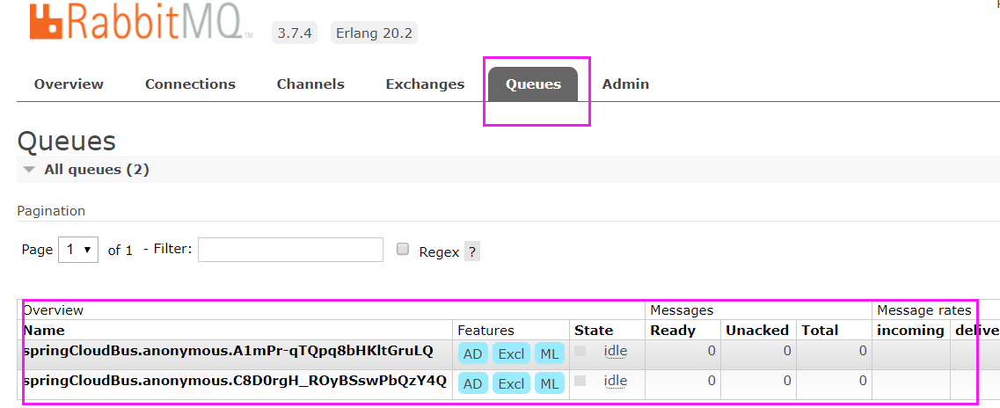 RabbitMQ™ 3.7.4 Erlang 20.2
Overview Connections Channels Exchanges Queues Admin
Queues
All queues (2)
Pagination
Page 1 of 1 - Filter: Regex ?
Overview Messages Message rates
Name Features State Ready Unacked Total incoming delive
springCloudBus.anonymous.A1mPr-qTQpq8bHKltGruLQ AD Excl ML idle 0 0 0
springCloudBus.anonymous.C8D0rgH_ROyBSswPbQzY4Q AD Excl ML idle 0 0 0